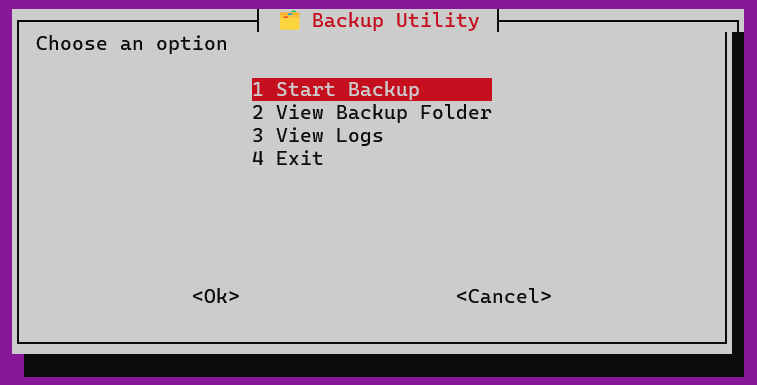 🗂️ Backup Utility
Choose an option
1 Start Backup
2 View Backup Folder
3 View Logs
4 Exit
<Ok> <Cancel>